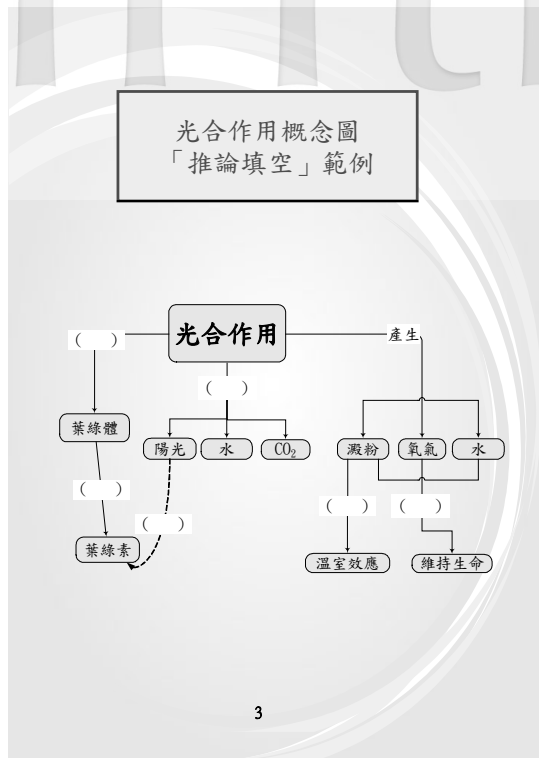 光合作用概念圖
「推論填空」範例
光合作用
(　)
產生
(　)
葉綠體
陽光
水
CO₂
澱粉
氧氣
水
(　)
(　)
(　)
(　)
葉綠素
溫室效應
維持生命
3